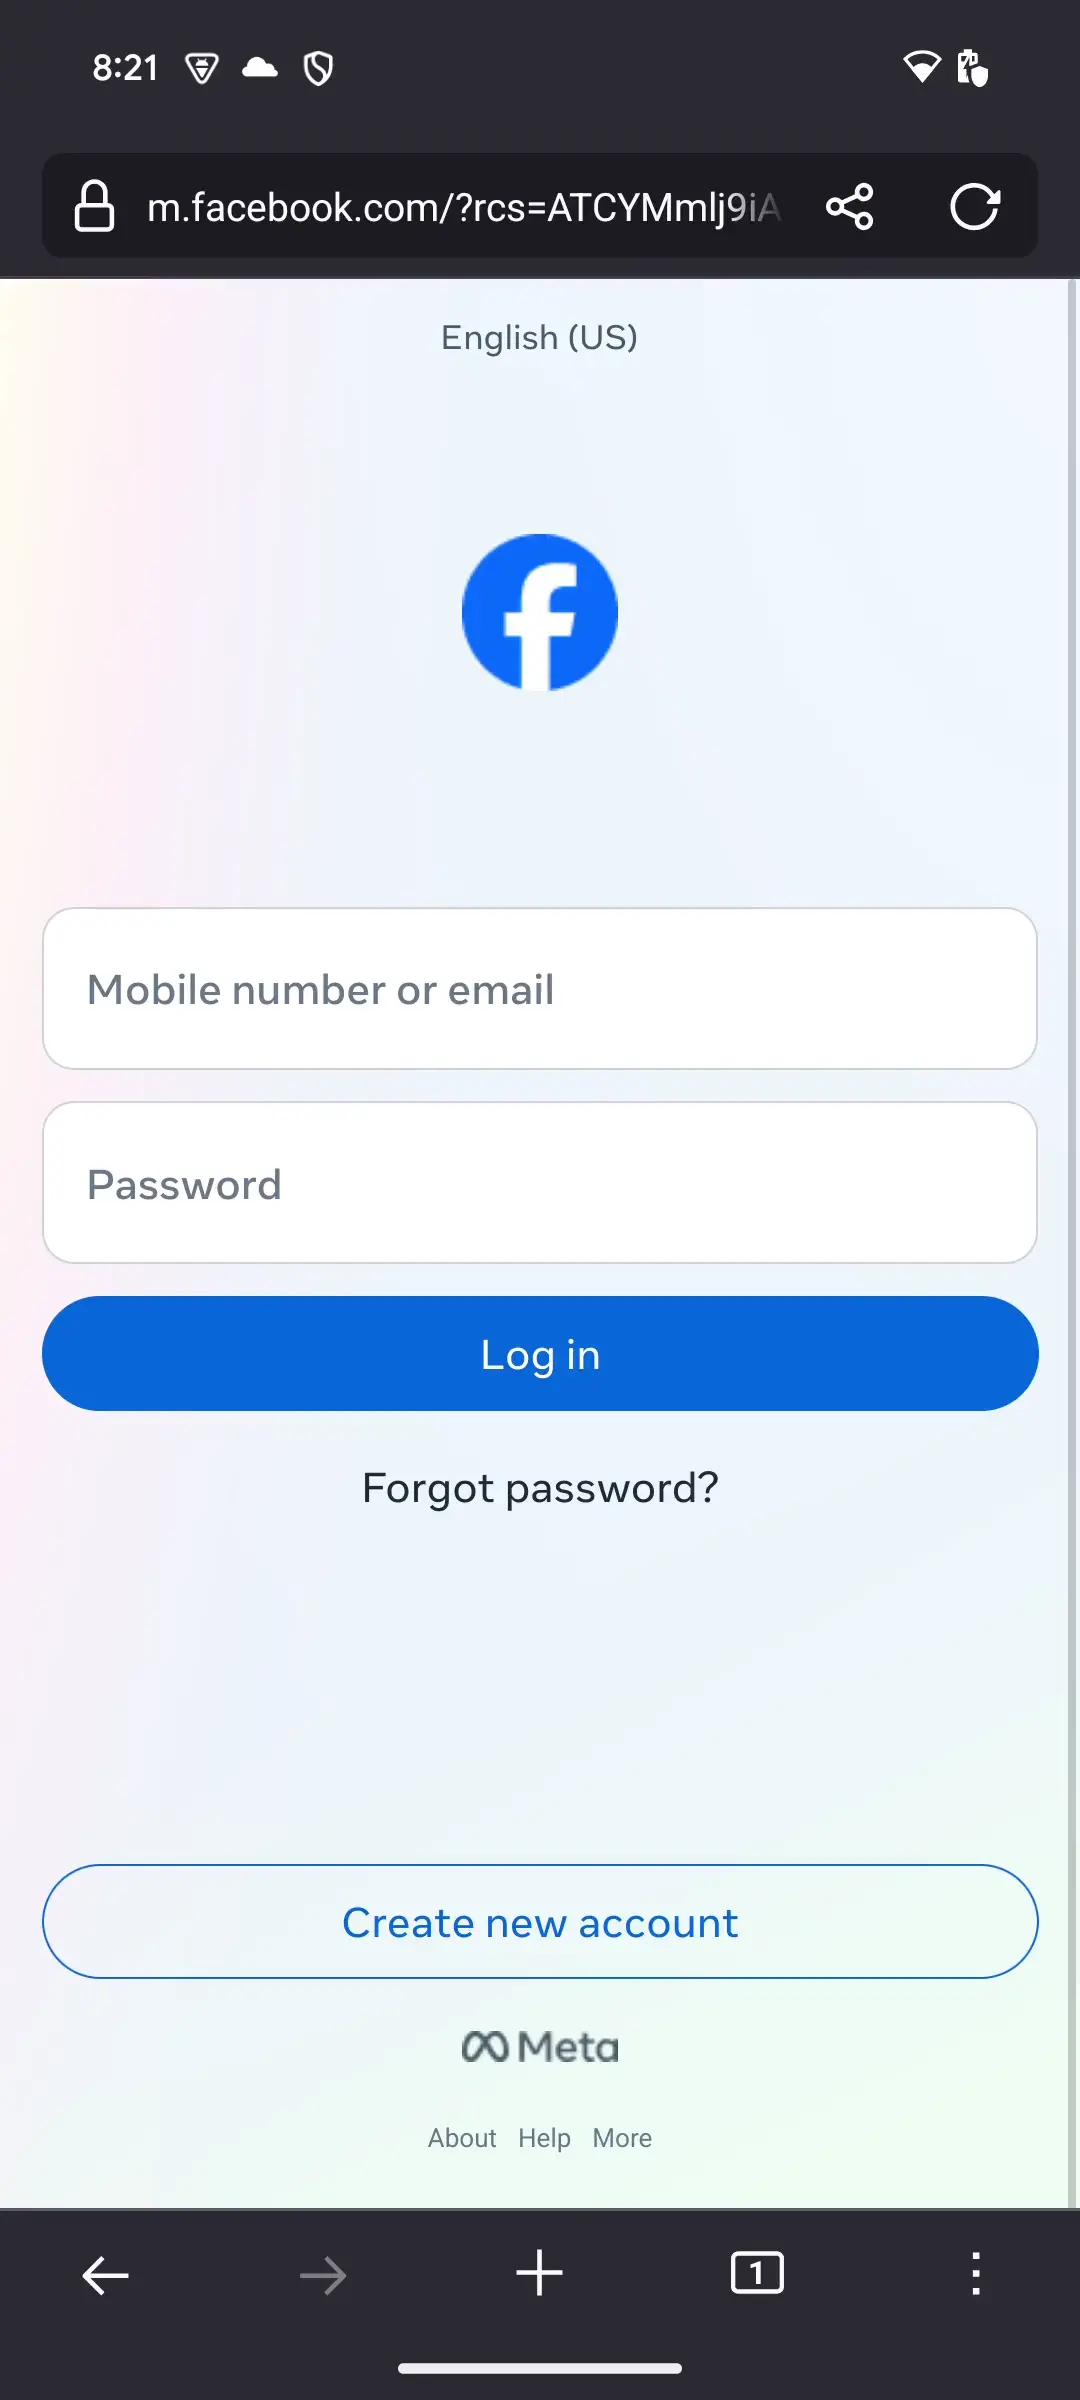 8:21
m.facebook.com/?rcs=ATCYMmlj9iA
English (US)
Mobile number or email
Password
Log in
Forgot password?
Create new account
Meta
About Help More
1